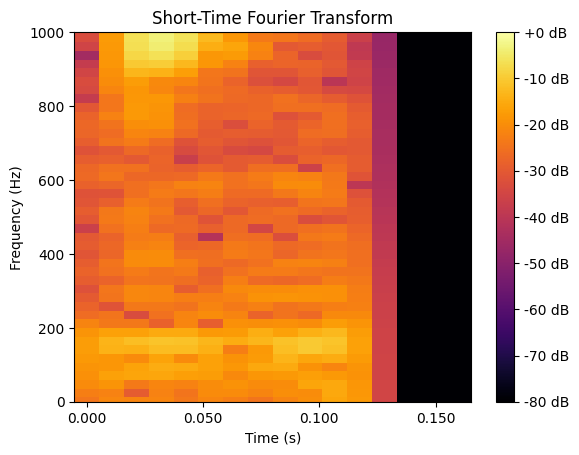 Short-Time Fourier Transform
1000
800
600
400
200
0
Frequency (Hz)
0.000
0.050
0.100
0.150
Time (s)
+0 dB
-10 dB
-20 dB
-30 dB
-40 dB
-50 dB
-60 dB
-70 dB
-80 dB